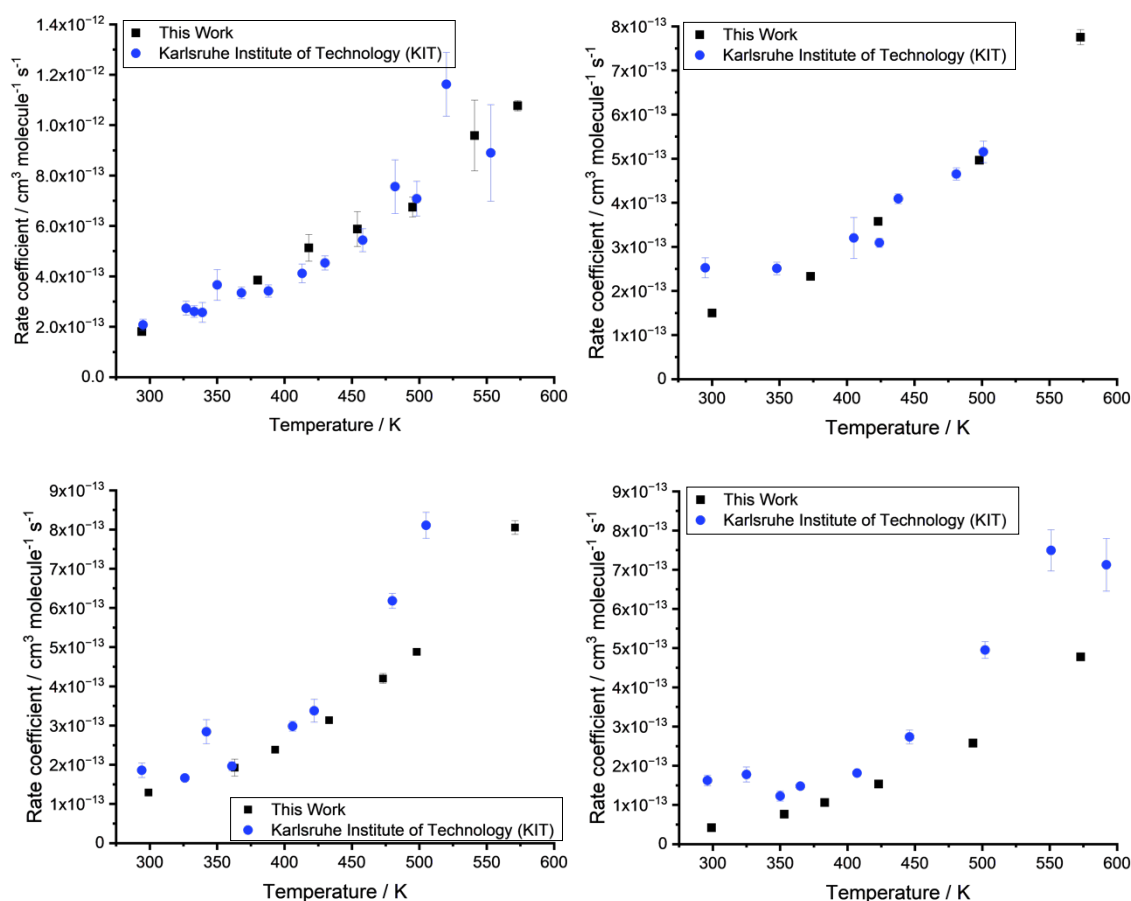 This Work
Karlsruhe Institute of Technology (KIT)
Rate coefficient / cm³ molecule⁻¹ s⁻¹
1.4x10⁻¹²
1.2x10⁻¹²
1.0x10⁻¹²
8.0x10⁻¹³
6.0x10⁻¹³
4.0x10⁻¹³
2.0x10⁻¹³
0.0
300 350 400 450 500 550 600
Temperature / K
This Work
Karlsruhe Institute of Technology (KIT)
Rate coefficient / cm³ molecule⁻¹ s⁻¹
8x10⁻¹³
7x10⁻¹³
6x10⁻¹³
5x10⁻¹³
4x10⁻¹³
3x10⁻¹³
2x10⁻¹³
1x10⁻¹³
0
300 350 400 450 500 550 600
Temperature / K
Rate coefficient / cm³ molecule⁻¹ s⁻¹
9x10⁻¹³
8x10⁻¹³
7x10⁻¹³
6x10⁻¹³
5x10⁻¹³
4x10⁻¹³
3x10⁻¹³
2x10⁻¹³
1x10⁻¹³
0
This Work
Karlsruhe Institute of Technology (KIT)
300 350 400 450 500 550 600
Temperature / K
This Work
Karlsruhe Institute of Technology (KIT)
Rate coefficient / cm³ molecule⁻¹ s⁻¹
9x10⁻¹³
8x10⁻¹³
7x10⁻¹³
6x10⁻¹³
5x10⁻¹³
4x10⁻¹³
3x10⁻¹³
2x10⁻¹³
1x10⁻¹³
0
300 350 400 450 500 550 600
Temperature / K